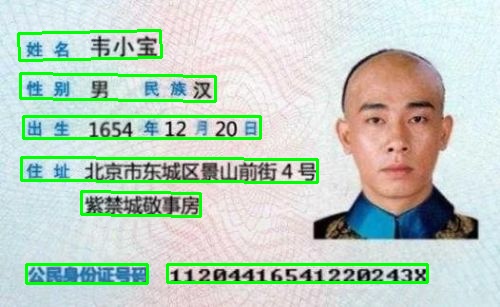 姓名 韦小宝
性别 男 民族 汉
出生 1654 年 12 月 20 日
住址 北京市东城区景山前街4号
紫禁城敬事房
公民身份证号码 11204416541220243X